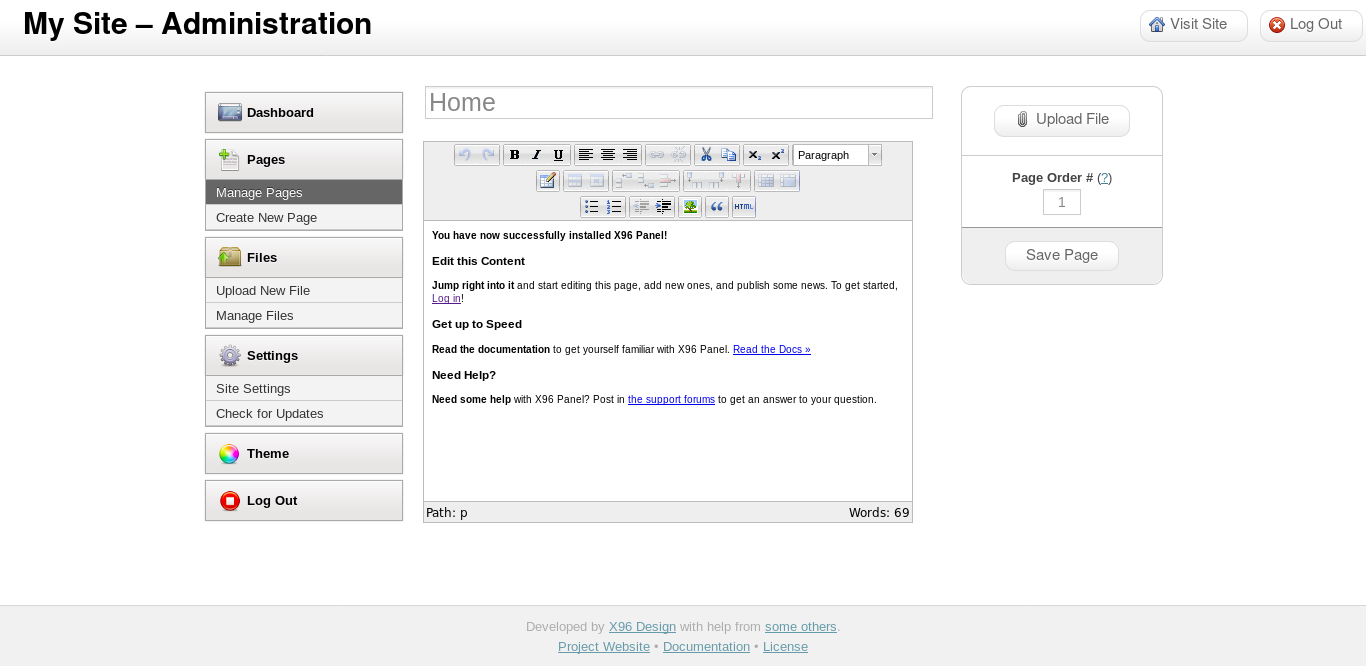 My Site – Administration
Visit Site
Log Out
Dashboard
Pages
Manage Pages
Create New Page
Files
Upload New File
Manage Files
Settings
Site Settings
Check for Updates
Theme
Log Out
Home
B I U
x₂ x² Paragraph
“ HTML
You have now successfully installed X96 Panel!
Edit this Content
Jump right into it and start editing this page, add new ones, and publish some news. To get started,
Log in!
Get up to Speed
Read the documentation to get yourself familiar with X96 Panel. Read the Docs »
Need Help?
Need some help with X96 Panel? Post in the support forums to get an answer to your question.
Path: p
Words: 69
Upload File
Page Order # (?)
1
Save Page
Developed by X96 Design with help from some others.
Project Website • Documentation • License